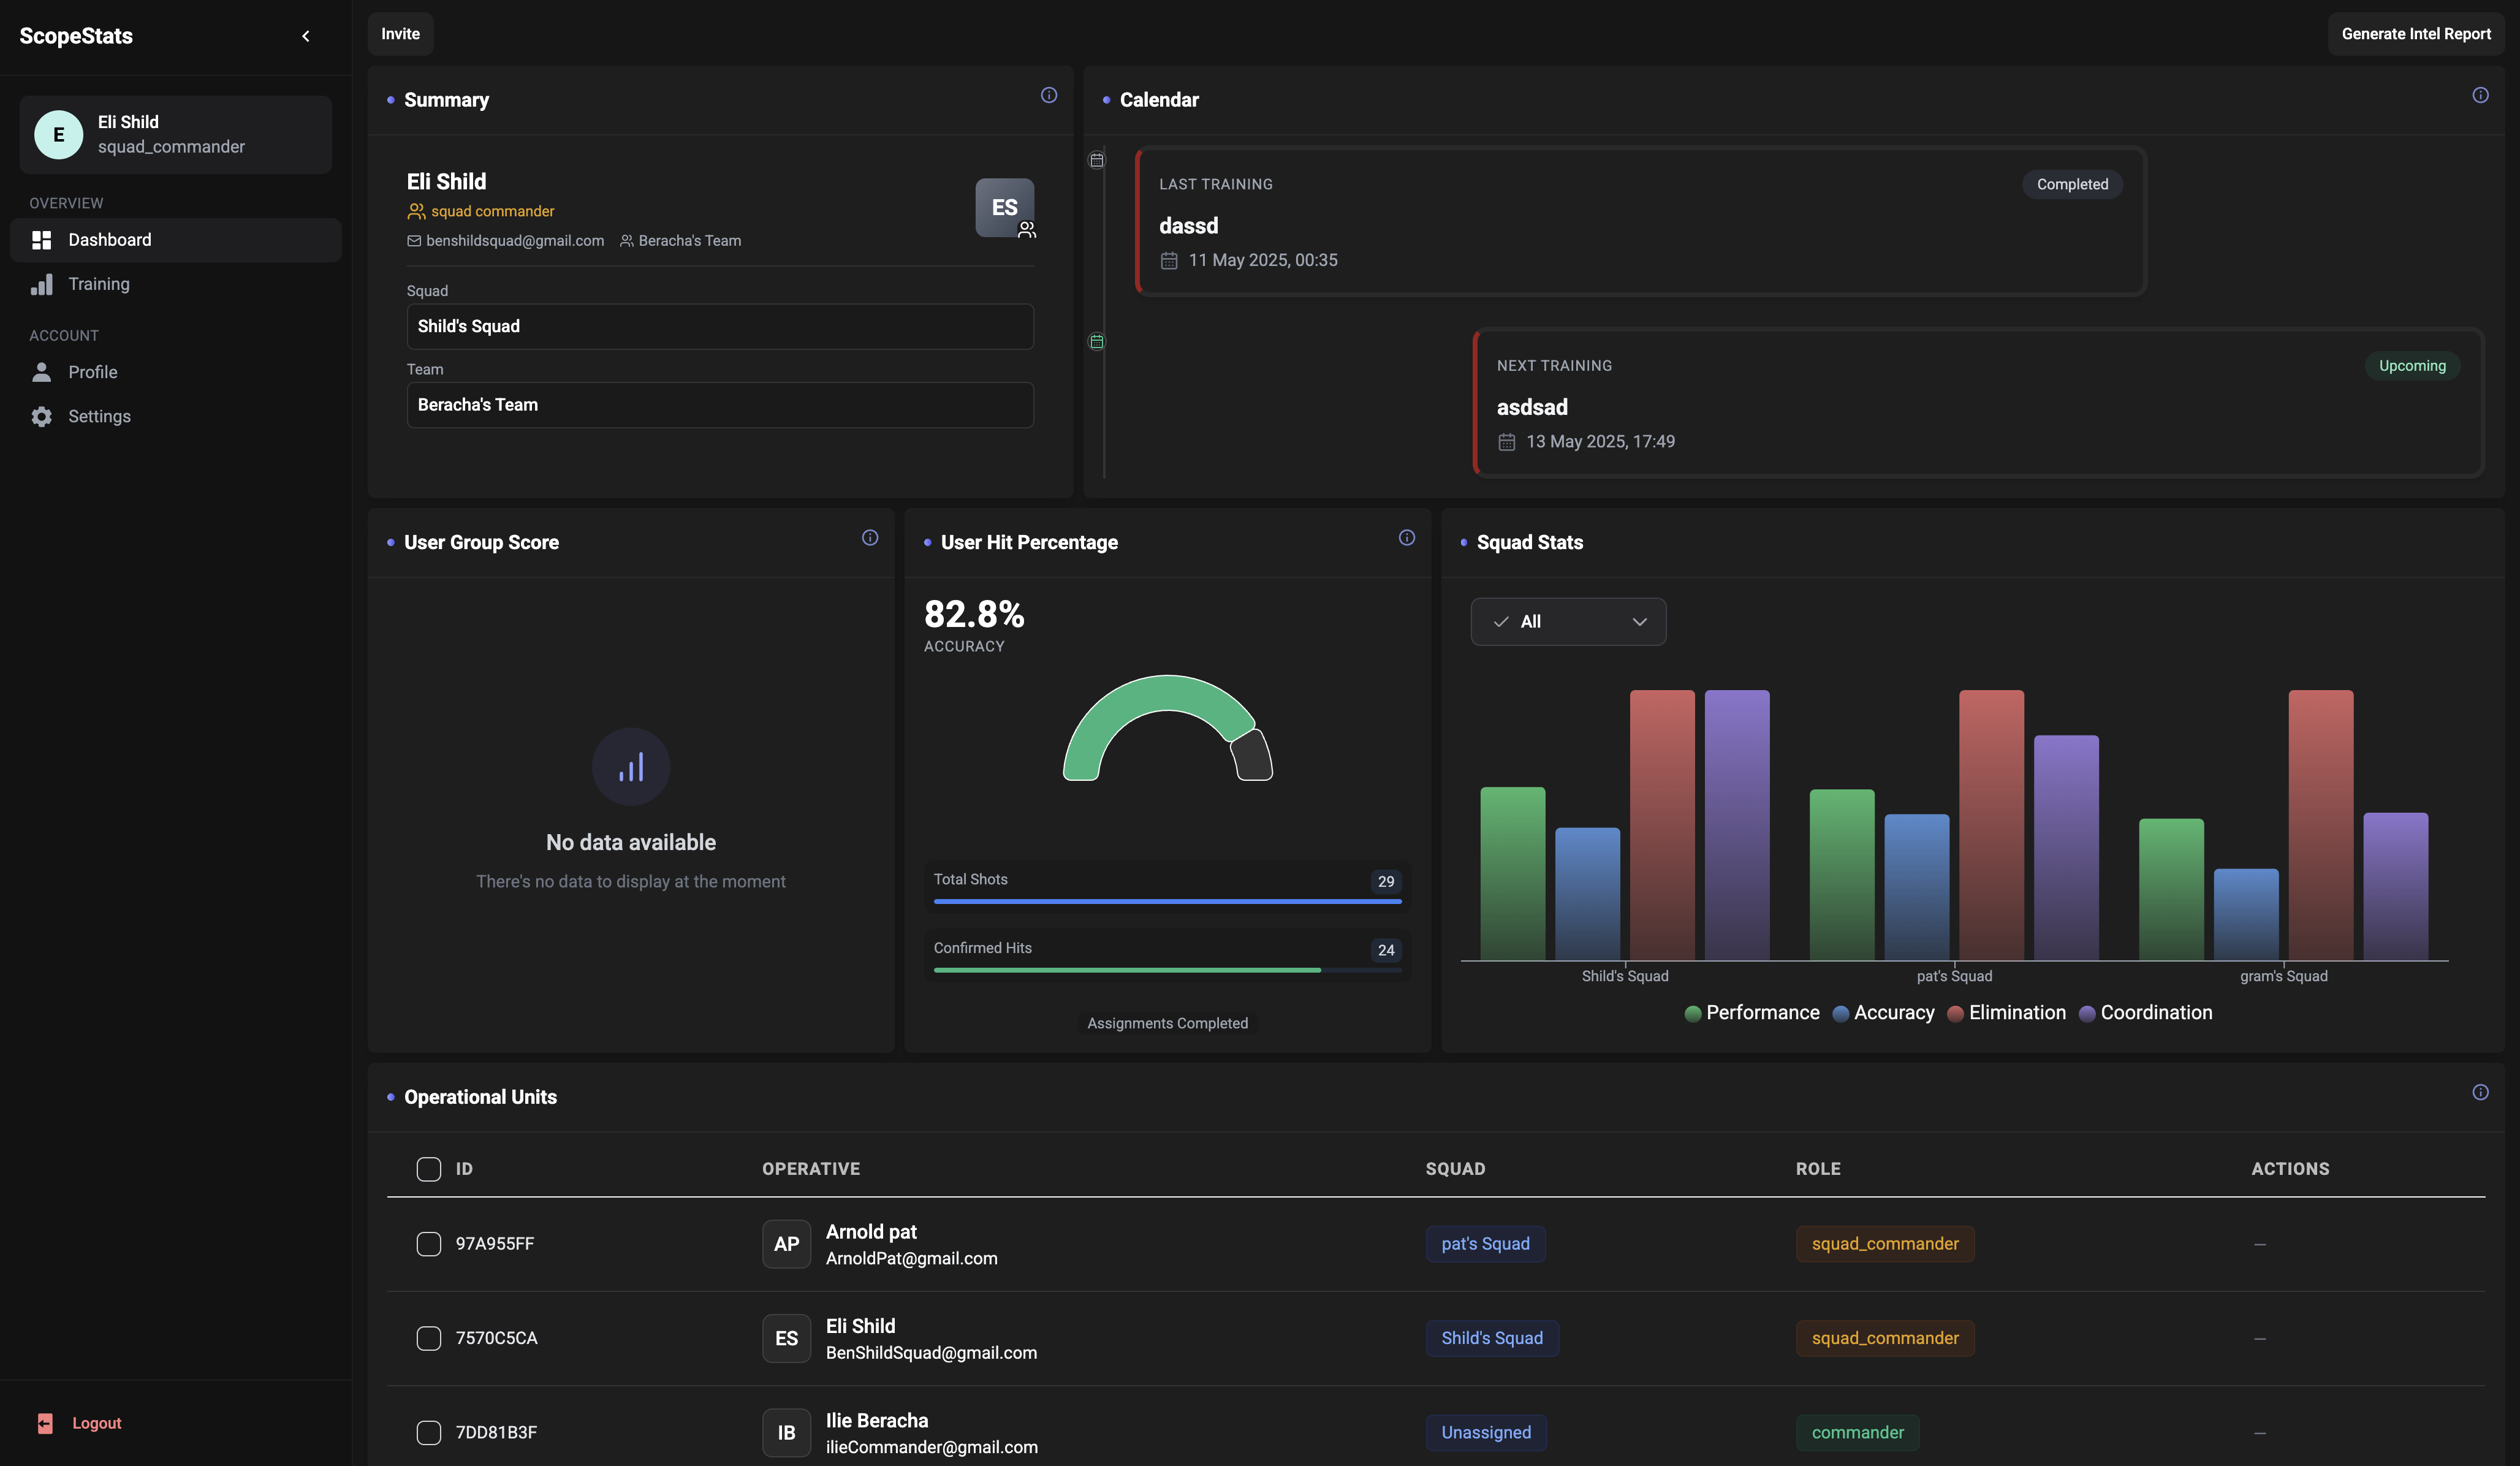 ScopeStats
Eli Shild
squad_commander
OVERVIEW
Dashboard
Training
ACCOUNT
Profile
Settings
Logout
Invite
Generate Intel Report
Summary
Eli Shild
squad commander
benshildsquad@gmail.com Beracha's Team
ES
Squad
Shild's Squad
Team
Beracha's Team
Calendar
LAST TRAINING
Completed
dassd
11 May 2025, 00:35
NEXT TRAINING
Upcoming
asdsad
13 May 2025, 17:49
User Group Score
No data available
There's no data to display at the moment
User Hit Percentage
82.8%
ACCURACY
Total Shots 29
Confirmed Hits 24
Assignments Completed
Squad Stats
All
Shild's Squad pat's Squad gram's Squad
Performance Accuracy Elimination Coordination
Operational Units
ID OPERATIVE SQUAD ROLE ACTIONS
97A955FF AP Arnold pat pat's Squad squad_commander —
ArnoldPat@gmail.com
7570C5CA ES Eli Shild Shild's Squad squad_commander —
BenShildSquad@gmail.com
7DD81B3F IB Ilie Beracha Unassigned commander —
ilieCommander@gmail.com
E